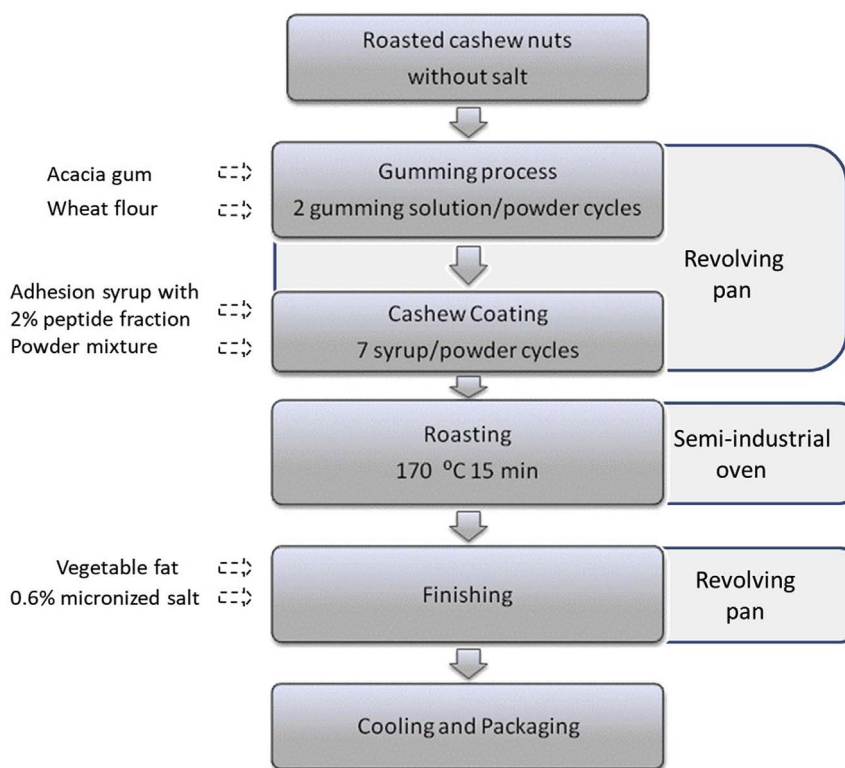 Roasted cashew nuts
without salt
Acacia gum
Wheat flour
Gumming process
2 gumming solution/powder cycles
Revolving
pan
Adhesion syrup with
2% peptide fraction
Powder mixture
Cashew Coating
7 syrup/powder cycles
Roasting
170 ºC 15 min
Semi-industrial
oven
Vegetable fat
0.6% micronized salt
Finishing
Revolving
pan
Cooling and Packaging